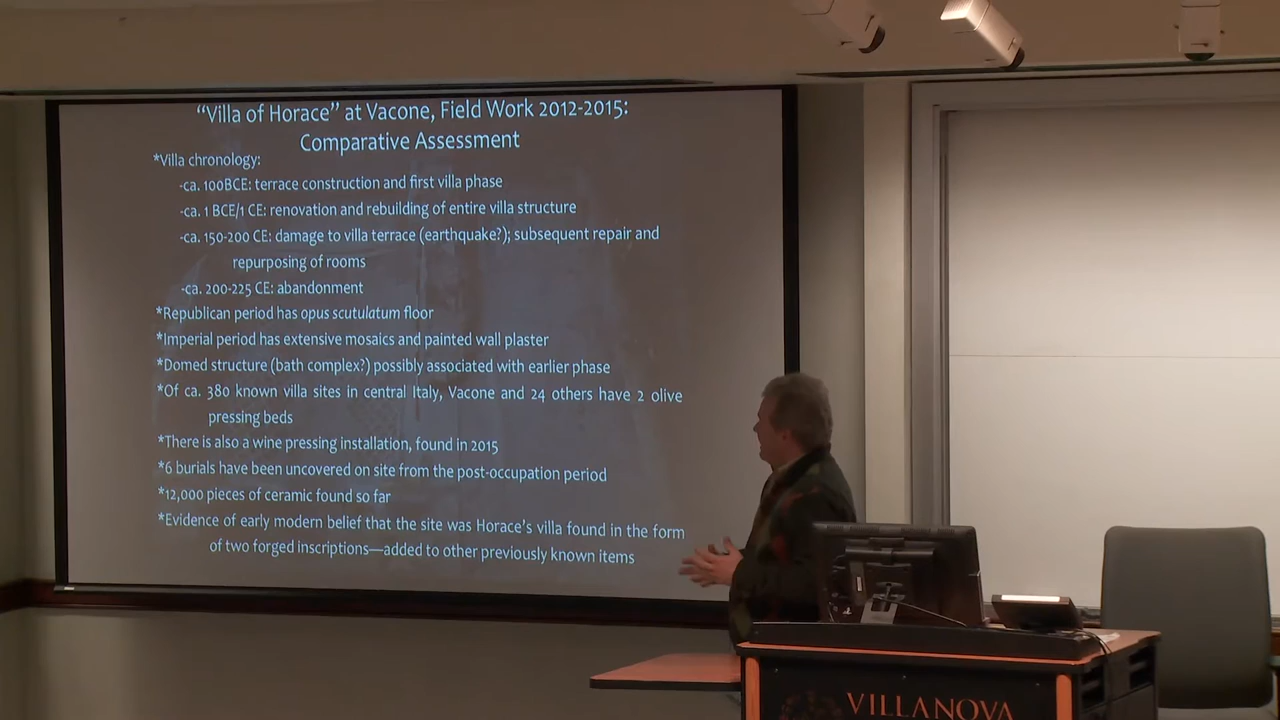 “Villa of Horace” at Vacone, Field Work 2012-2015:
Comparative Assessment
*Villa chronology:
-ca. 100BCE: terrace construction and first villa phase
-ca. 1 BCE/1 CE: renovation and rebuilding of entire villa structure
-ca. 150-200 CE: damage to villa terrace (earthquake?); subsequent repair and
repurposing of rooms
-ca. 200-225 CE: abandonment
*Republican period has opus scutulatum floor
*Imperial period has extensive mosaics and painted wall plaster
*Domed structure (bath complex?) possibly associated with earlier phase
*Of ca. 380 known villa sites in central Italy, Vacone and 24 others have 2 olive
pressing beds
*There is also a wine pressing installation, found in 2015
*6 burials have been uncovered on site from the post-occupation period
*12,000 pieces of ceramic found so far
*Evidence of early modern belief that the site was Horace’s villa found in the form
of two forged inscriptions—added to other previously known items
VILLANOVA